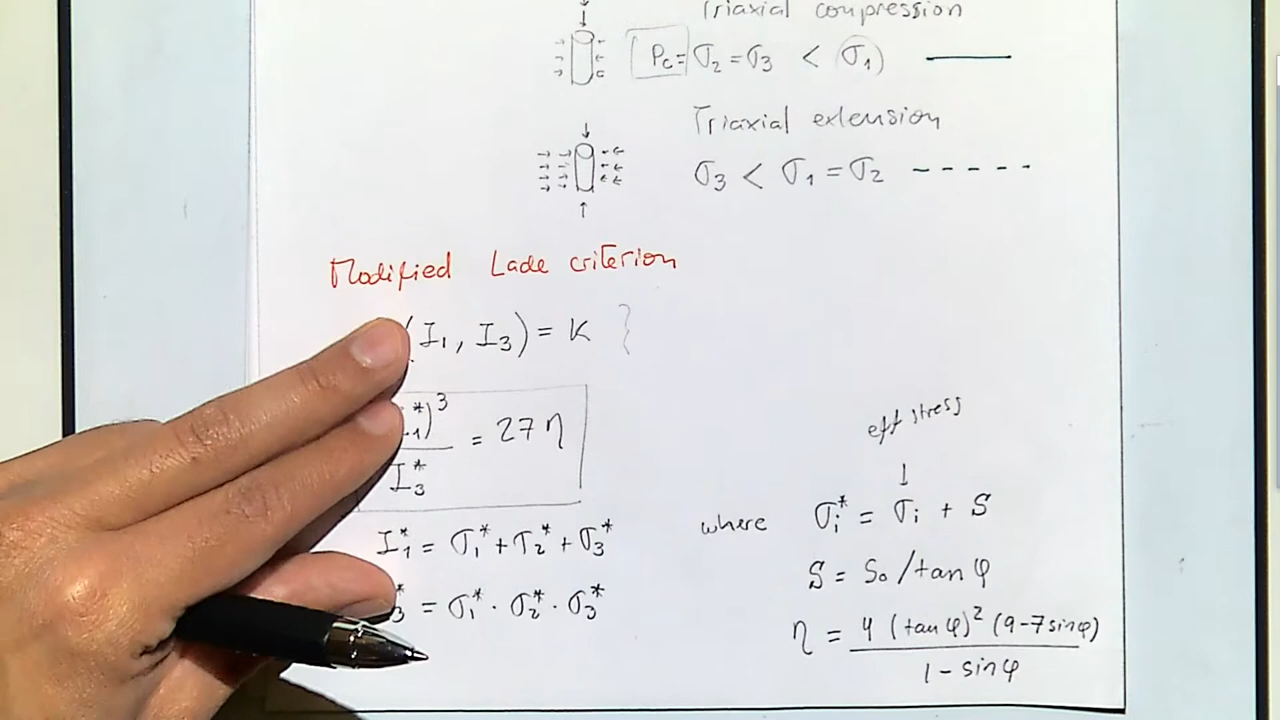 Triaxial compression
Pc = σ2 = σ3 < σ1
Triaxial extension
σ3 < σ1 = σ2
Modified Lade criterion
(I1, I3) = K }
*)³ = 27 η
I3*
eff stress
↓
I1* = σ1* + σ2* + σ3*
where σi* = σi + S
S = S0 / tan φ
3* = σ1* · σ2* · σ3*
η = 4 (tan φ)² (9 - 7 sin φ)
1 - sin φ